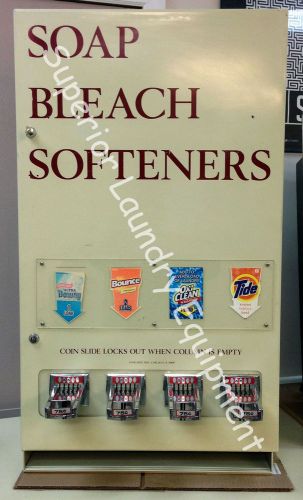 SOAP
BLEACH
SOFTENERS
Superior Laundry Equipment
Downy
Bounce
OXI
CLEAN
Tide
COIN SLIDE LOCKS OUT WHEN COLUMN IS EMPTY